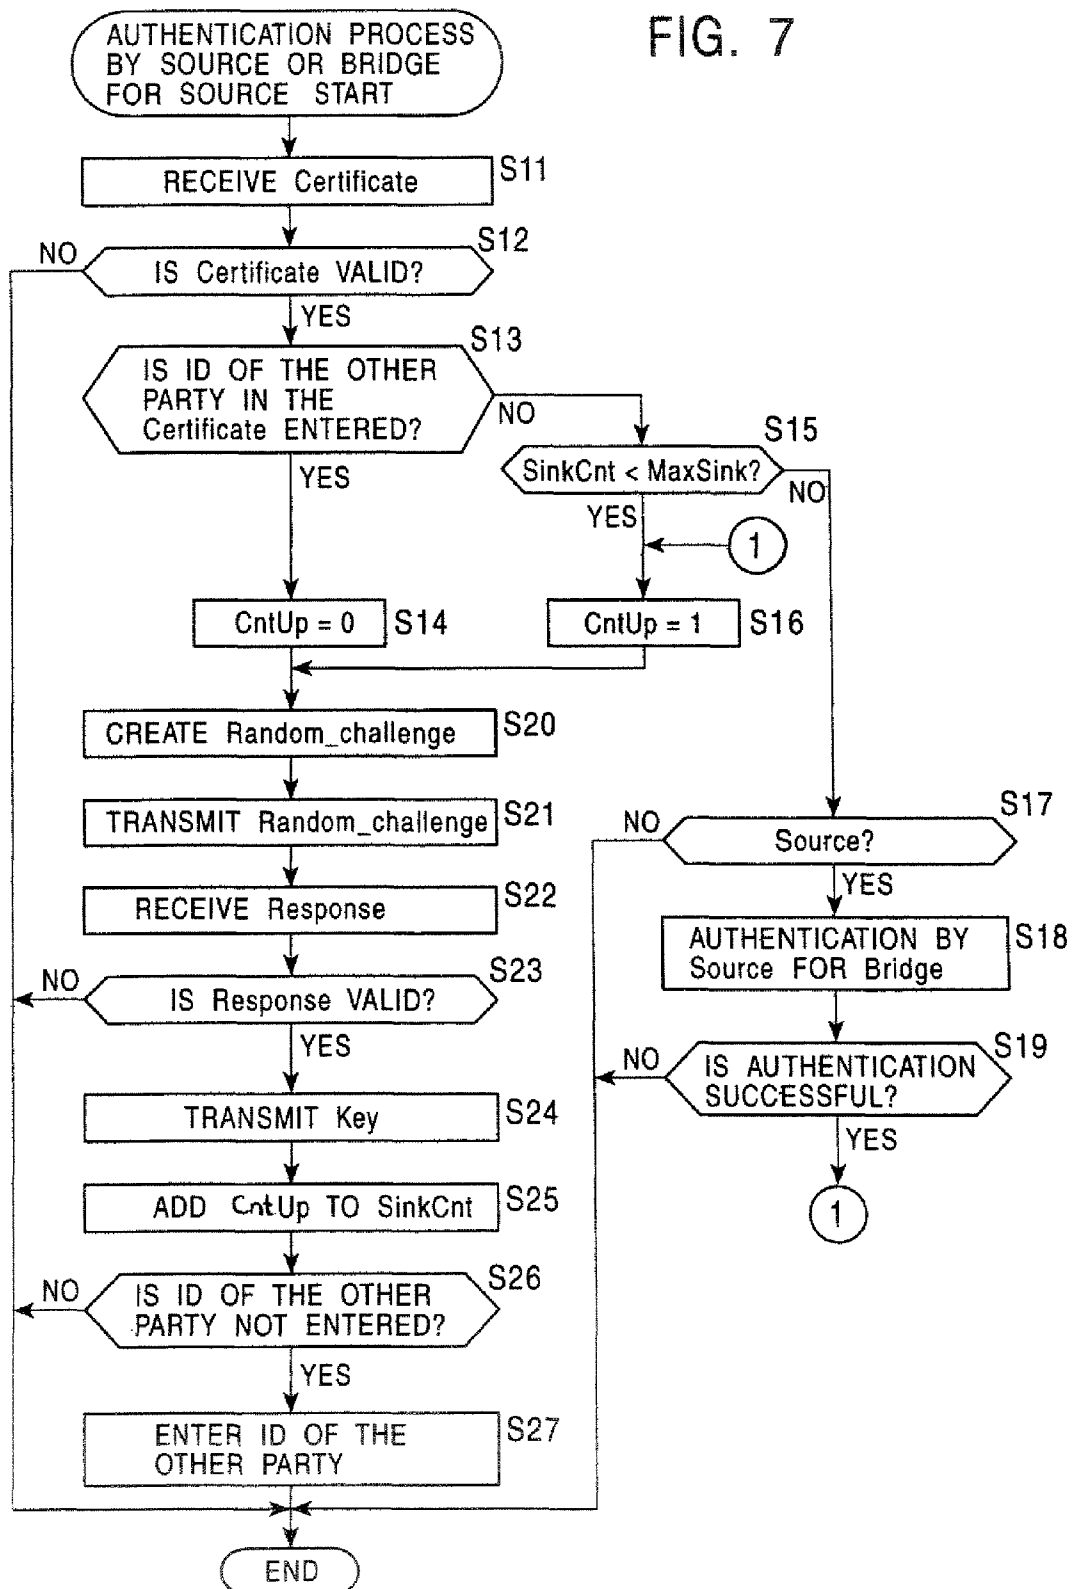 FIG. 7
AUTHENTICATION PROCESS
BY SOURCE OR BRIDGE
FOR SOURCE START
S11
RECEIVE Certificate
S12
NO
IS Certificate VALID?
YES
S13
IS ID OF THE OTHER
PARTY IN THE
Certificate ENTERED?
NO
YES
S15
SinkCnt < MaxSink?
NO
YES
1
CntUp = 0
S14
CntUp = 1
S16
CREATE Random_challenge
S20
TRANSMIT Random_challenge
S21
RECEIVE Response
S22
S17
NO
Source?
YES
AUTHENTICATION BY
Source FOR Bridge
S18
S23
NO
IS Response VALID?
YES
S19
NO
IS AUTHENTICATION
SUCCESSFUL?
YES
1
TRANSMIT Key
S24
ADD CntUp TO SinkCnt
S25
S26
NO
IS ID OF THE OTHER
PARTY NOT ENTERED?
YES
ENTER ID OF THE
OTHER PARTY
S27
END